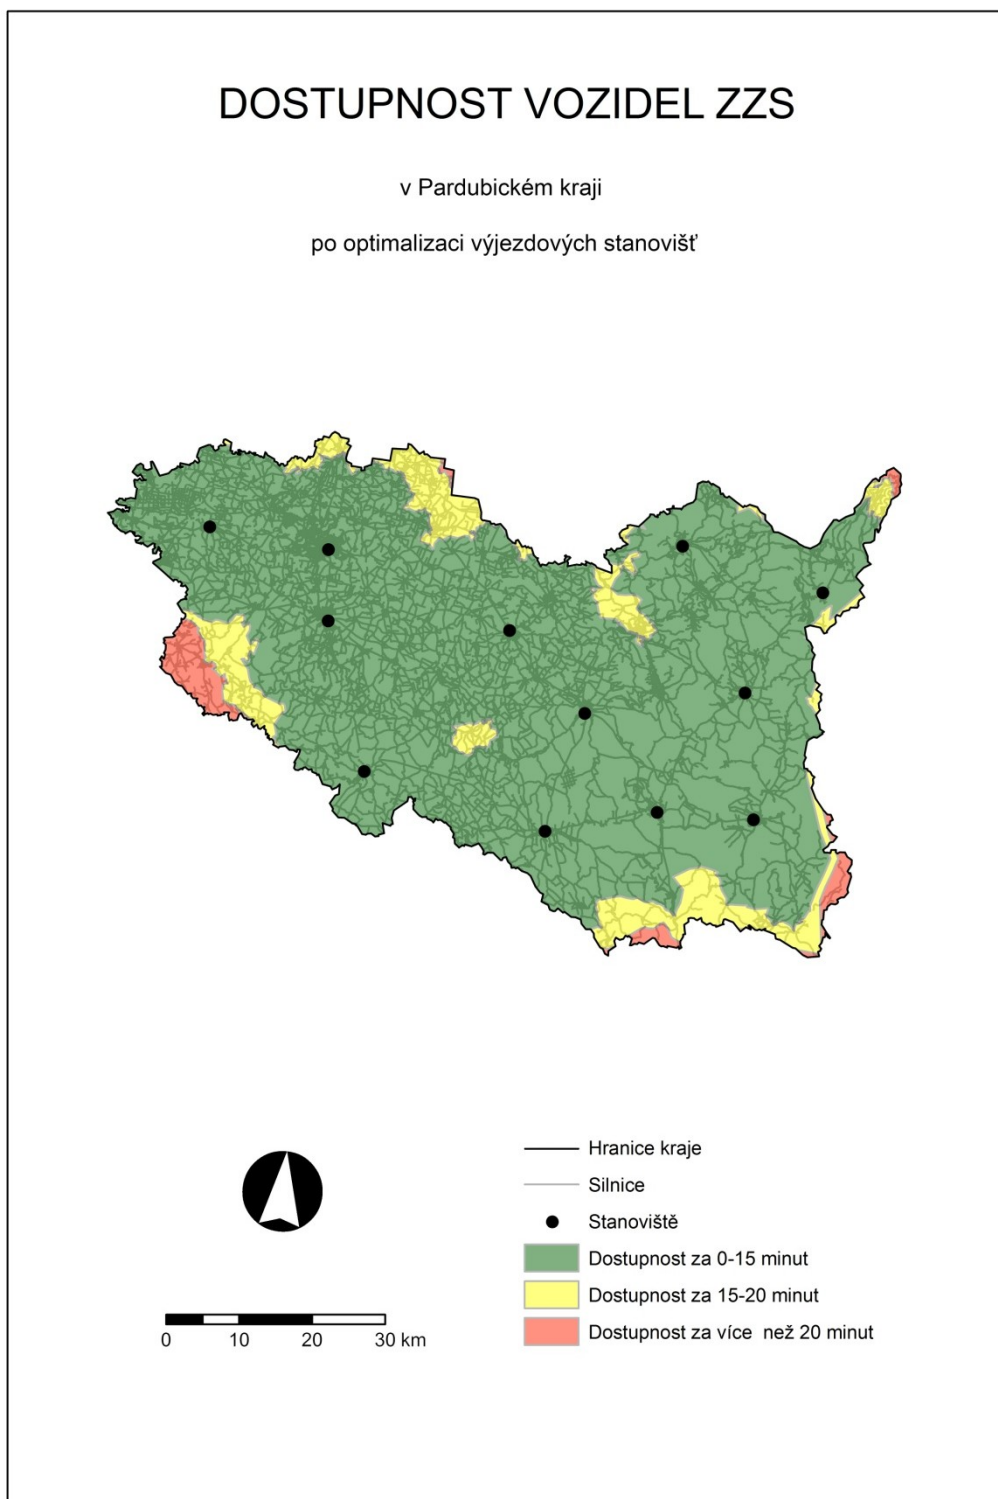 DOSTUPNOST VOZIDEL ZZS
v Pardubickém kraji
po optimalizaci výjezdových stanovišť
Hranice kraje
Silnice
Stanoviště
Dostupnost za 0-15 minut
Dostupnost za 15-20 minut
Dostupnost za více než 20 minut
0 10 20 30 km